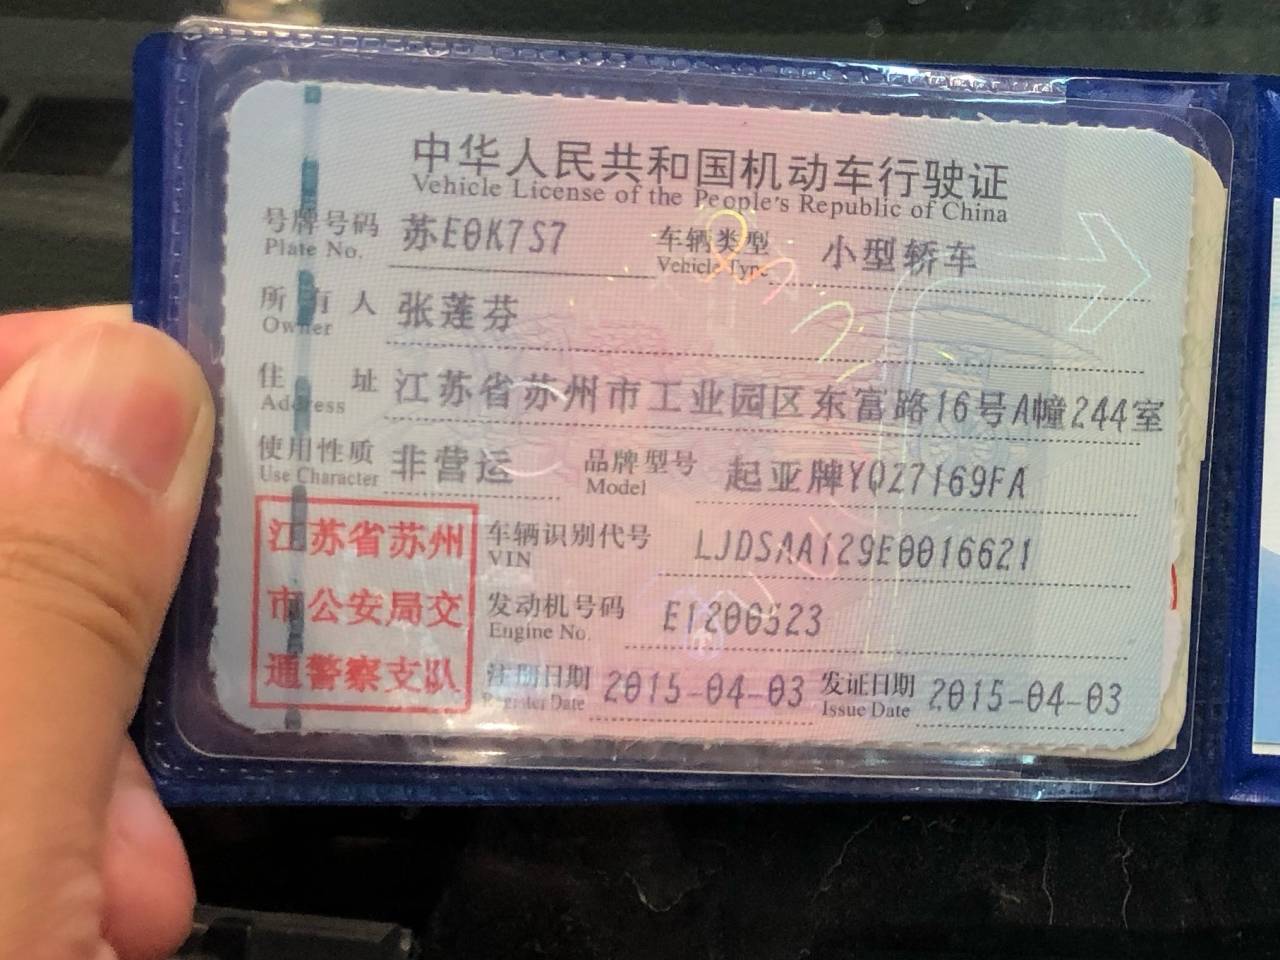 中华人民共和国机动车行驶证
Vehicle License of the People's Republic of China
号牌号码 苏E0K7S7 车辆类型 小型轿车
Plate No. Vehicle Type
所有人 张莲芬
Owner
住址 江苏省苏州市工业园区东富路16号A幢244室
Address
使用性质 非营运 品牌型号 起亚牌YQZ7169FA
Use Character Model
江苏省苏州
市公安局交
通警察支队
车辆识别代号 LJDSAA129E0016621
VIN
发动机号码 E1200523
Engine No.
注册日期 2015-04-03 发证日期 2015-04-03
Register Date Issue Date